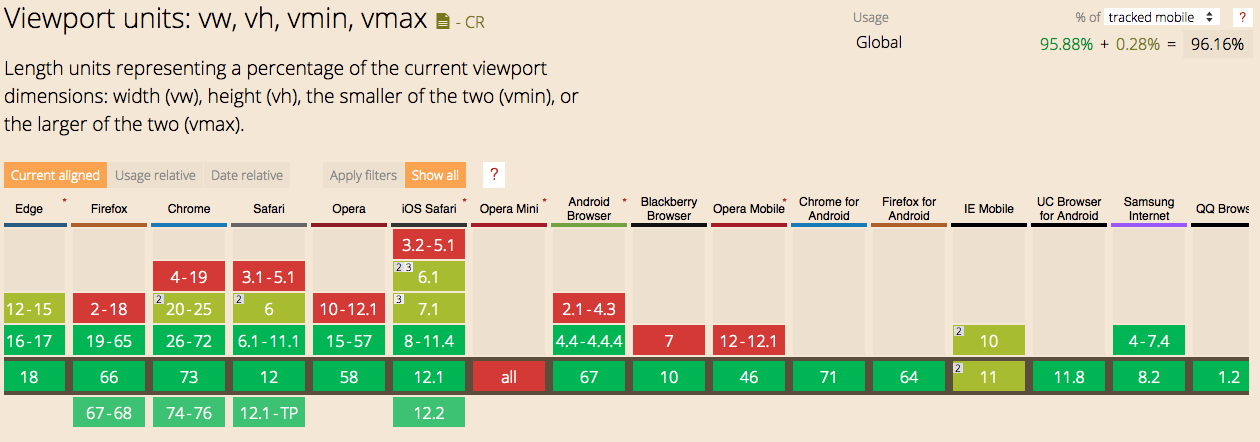 Viewport units: vw, vh, vmin, vmax - CR
Usage % of tracked mobile ?
Global 95.88% + 0.28% = 96.16%
Length units representing a percentage of the current viewport
dimensions: width (vw), height (vh), the smaller of the two (vmin), or
the larger of the two (vmax).
Current aligned Usage relative Date relative Apply filters Show all ?
Edge * Firefox Chrome Safari Opera iOS Safari * Opera Mini * Android Browser * Blackberry Browser Opera Mobile * Chrome for Android Firefox for Android IE Mobile UC Browser for Android Samsung Internet QQ Brows
3.2-5.1
4-19 3.1-5.1 2 3 6.1
12-15 2-18 2 20-25 2 6 10-12.1 3 7.1 2.1-4.3
16-17 19-65 26-72 6.1-11.1 15-57 8-11.4 4.4-4.4.4 7 12-12.1 2 10 4-7.4
18 66 73 12 58 12.1 all 67 10 46 71 64 2 11 11.8 8.2 1.2
67-68 74-76 12.1-TP 12.2